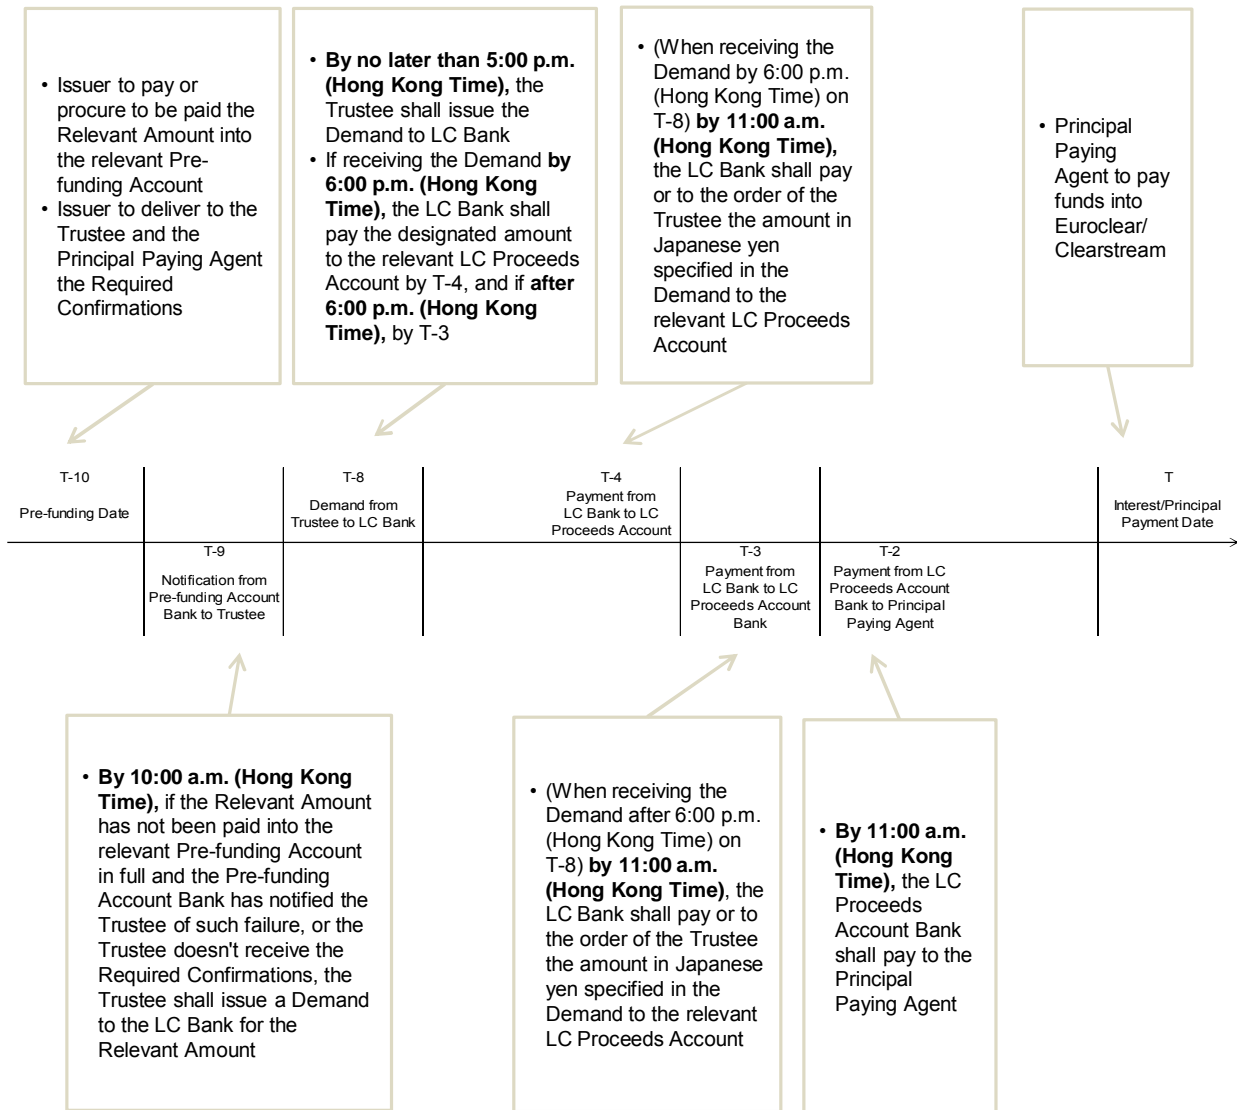 • Issuer to pay or
procure to be paid the
Relevant Amount into
the relevant Pre-
funding Account
• Issuer to deliver to the
Trustee and the
Principal Paying Agent
the Required
Confirmations
• By no later than 5:00 p.m.
(Hong Kong Time), the
Trustee shall issue the
Demand to LC Bank
• If receiving the Demand by
6:00 p.m. (Hong Kong
Time), the LC Bank shall
pay the designated amount
to the relevant LC Proceeds
Account by T-4, and if after
6:00 p.m. (Hong Kong
Time), by T-3
• (When receiving the
Demand by 6:00 p.m.
(Hong Kong Time) on
T-8) by 11:00 a.m.
(Hong Kong Time),
the LC Bank shall pay
or to the order of the
Trustee the amount in
Japanese yen
specified in the
Demand to the
relevant LC Proceeds
Account
• Principal
Paying
Agent to pay
funds into
Euroclear/
Clearstream
T-10
Pre-funding Date
T-9
Notification from
Pre-funding Account
Bank to Trustee
T-8
Demand from
Trustee to LC Bank
T-4
Payment from
LC Bank to LC
Proceeds Account
T-3
Payment from
LC Bank to LC
Proceeds Account
Bank
T-2
Payment from LC
Proceeds Account
Bank to Principal
Paying Agent
T
Interest/Principal
Payment Date
• By 10:00 a.m. (Hong Kong
Time), if the Relevant Amount
has not been paid into the
relevant Pre-funding Account
in full and the Pre-funding
Account Bank has notified the
Trustee of such failure, or the
Trustee doesn't receive the
Required Confirmations, the
Trustee shall issue a Demand
to the LC Bank for the
Relevant Amount
• (When receiving the
Demand after 6:00 p.m.
(Hong Kong Time) on
T-8) by 11:00 a.m.
(Hong Kong Time), the
LC Bank shall pay or to
the order of the Trustee
the amount in Japanese
yen specified in the
Demand to the relevant
LC Proceeds Account
• By 11:00 a.m.
(Hong Kong
Time), the LC
Proceeds
Account Bank
shall pay to the
Principal
Paying Agent